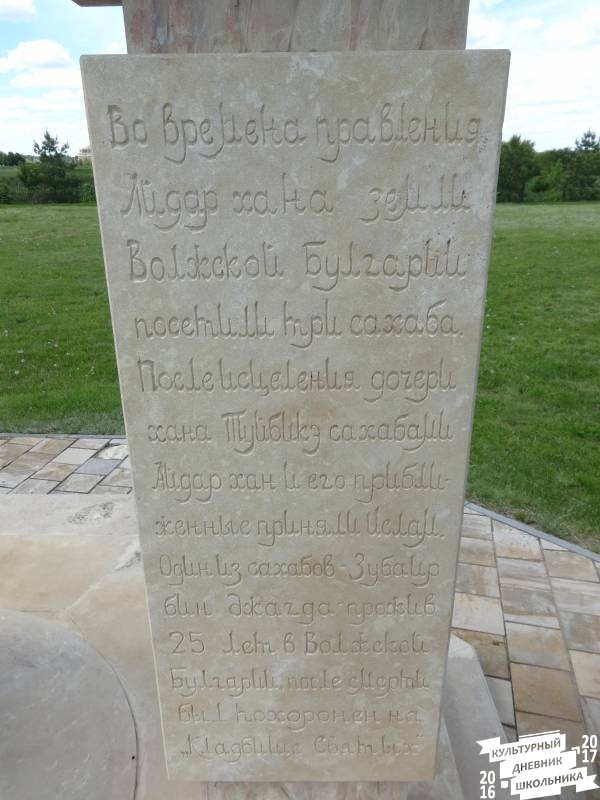 Во времена правления
Айдар хана земли
Волжской Булгарии
посетили три сахаба.
После исцеления дочери
хана Туйбикэ сахабами
Айдар хан и его прибли-
женные приняли Ислам.
Один из сахабов - Зубаир
бин Джагда прожив
25 лет в Волжской
Булгарии, после смерти
был похоронен на
„Кладбище Святых"
КУЛЬТУРНЫЙ
ДНЕВНИК
ШКОЛЬНИКА
2016
2017